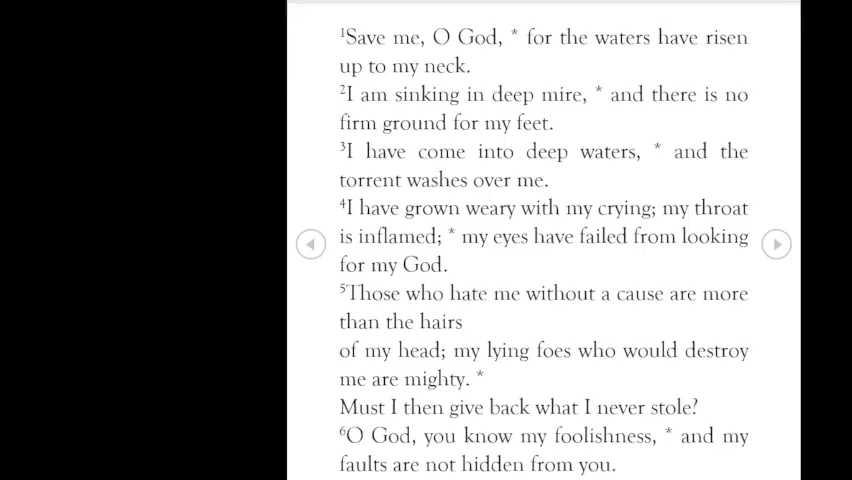 ¹Save me, O God, * for the waters have risen
up to my neck.
²I am sinking in deep mire, * and there is no
firm ground for my feet.
³I have come into deep waters, * and the
torrent washes over me.
⁴I have grown weary with my crying; my throat
is inflamed; * my eyes have failed from looking
for my God.
⁵Those who hate me without a cause are more
than the hairs
of my head; my lying foes who would destroy
me are mighty. *
Must I then give back what I never stole?
⁶O God, you know my foolishness, * and my
faults are not hidden from you.